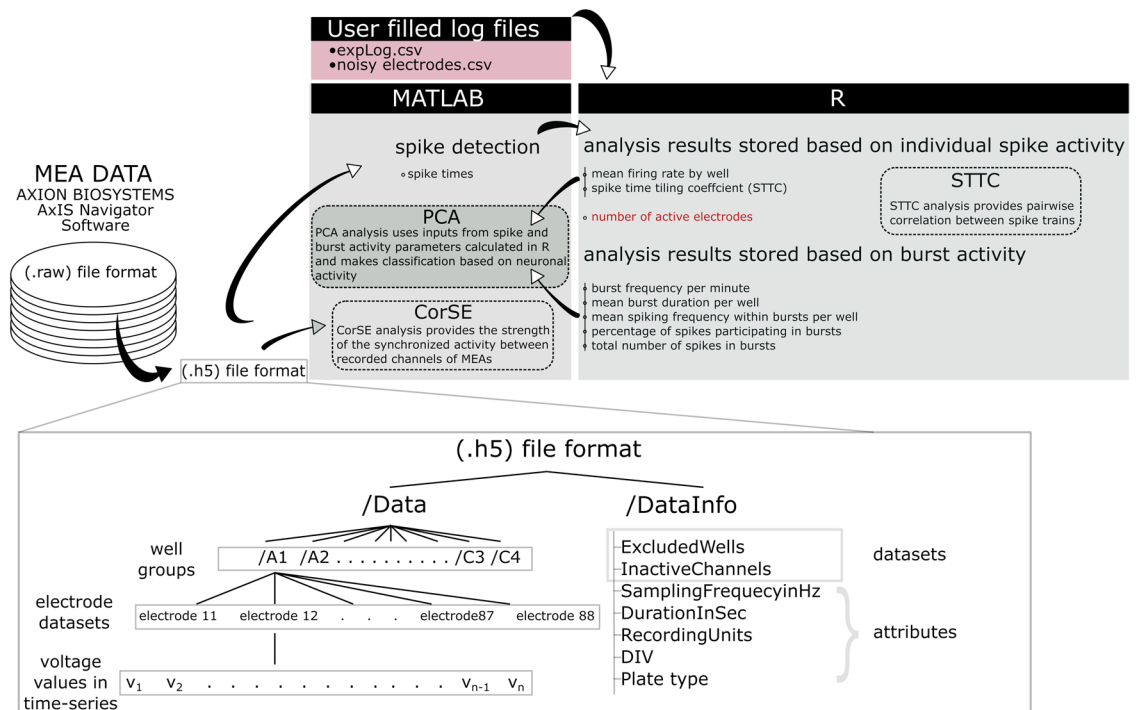 User filled log files
•expLog.csv
•noisy electrodes.csv
MATLAB
R
spike detection
spike times
analysis results stored based on individual spike activity
mean firing rate by well
spike time tiling coeffcient (STTC)
number of active electrodes
STTC
STTC analysis provides pairwise
correlation between spike trains
MEA DATA
AXION BIOSYSTEMS
AxIS Navigator
Software
(.raw) file format
PCA
PCA analysis uses inputs from spike and
burst activity parameters calculated in R
and makes classification based on neuronal
activity
analysis results stored based on burst activity
burst frequency per minute
mean burst duration per well
mean spiking frequency within bursts per well
percentage of spikes participating in bursts
total number of spikes in bursts
CorSE
CorSE analysis provides the strength
of the synchronized activity between
recorded channels of MEAs
(.h5) file format
(.h5) file format
/Data
/DataInfo
well
groups
/A1 /A2 . . . . . . . . . . /C3 /C4
electrode
datasets
electrode 11 electrode 12 . . . electrode87 electrode 88
voltage
values in
time-series
v1 v2 . . . . . . . . . . . . vn-1 vn
ExcludedWells
InactiveChannels
datasets
SamplingFrequecyinHz
DurationInSec
RecordingUnits
DIV
Plate type
attributes